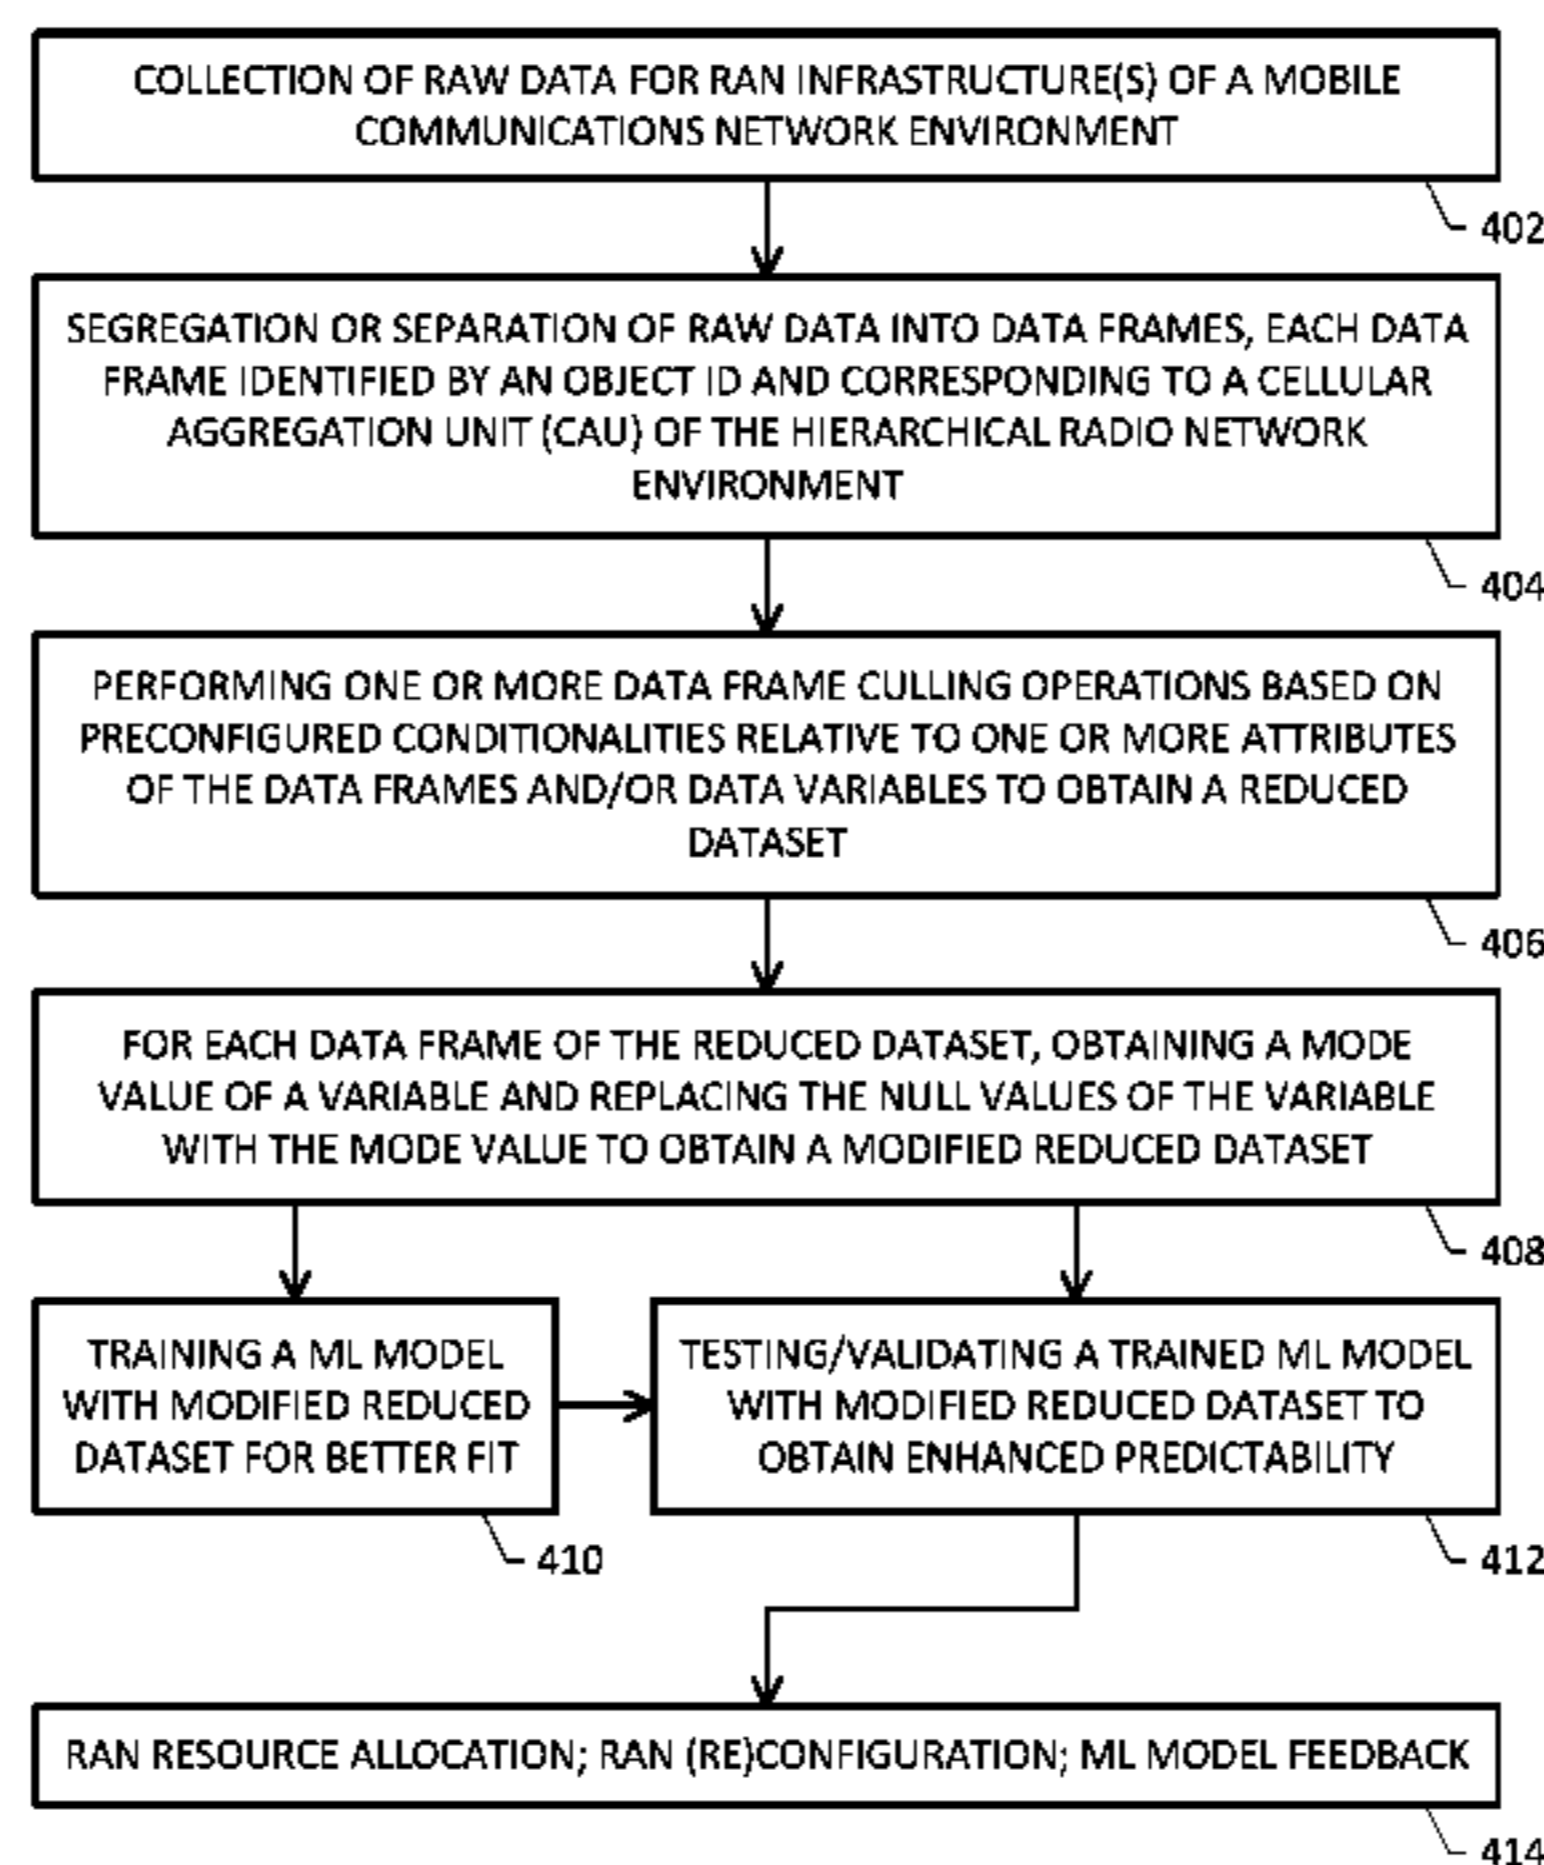 COLLECTION OF RAW DATA FOR RAN INFRASTRUCTURE(S) OF A MOBILE
COMMUNICATIONS NETWORK ENVIRONMENT
402
SEGREGATION OR SEPARATION OF RAW DATA INTO DATA FRAMES, EACH DATA
FRAME IDENTIFIED BY AN OBJECT ID AND CORRESPONDING TO A CELLULAR
AGGREGATION UNIT (CAU) OF THE HIERARCHICAL RADIO NETWORK
ENVIRONMENT
404
PERFORMING ONE OR MORE DATA FRAME CULLING OPERATIONS BASED ON
PRECONFIGURED CONDITIONALITIES RELATIVE TO ONE OR MORE ATTRIBUTES
OF THE DATA FRAMES AND/OR DATA VARIABLES TO OBTAIN A REDUCED
DATASET
406
FOR EACH DATA FRAME OF THE REDUCED DATASET, OBTAINING A MODE
VALUE OF A VARIABLE AND REPLACING THE NULL VALUES OF THE VARIABLE
WITH THE MODE VALUE TO OBTAIN A MODIFIED REDUCED DATASET
408
TRAINING A ML MODEL
WITH MODIFIED REDUCED
DATASET FOR BETTER FIT
410
TESTING/VALIDATING A TRAINED ML MODEL
WITH MODIFIED REDUCED DATASET TO
OBTAIN ENHANCED PREDICTABILITY
412
RAN RESOURCE ALLOCATION; RAN (RE)CONFIGURATION; ML MODEL FEEDBACK
414